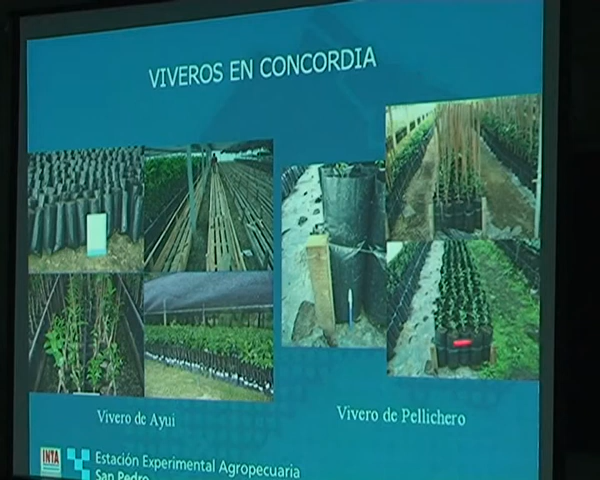 VIVEROS EN CONCORDIA
Vivero de Ayui
Vivero de Pellichero
INTA
Estación Experimental Agropecuaria
San Pedro